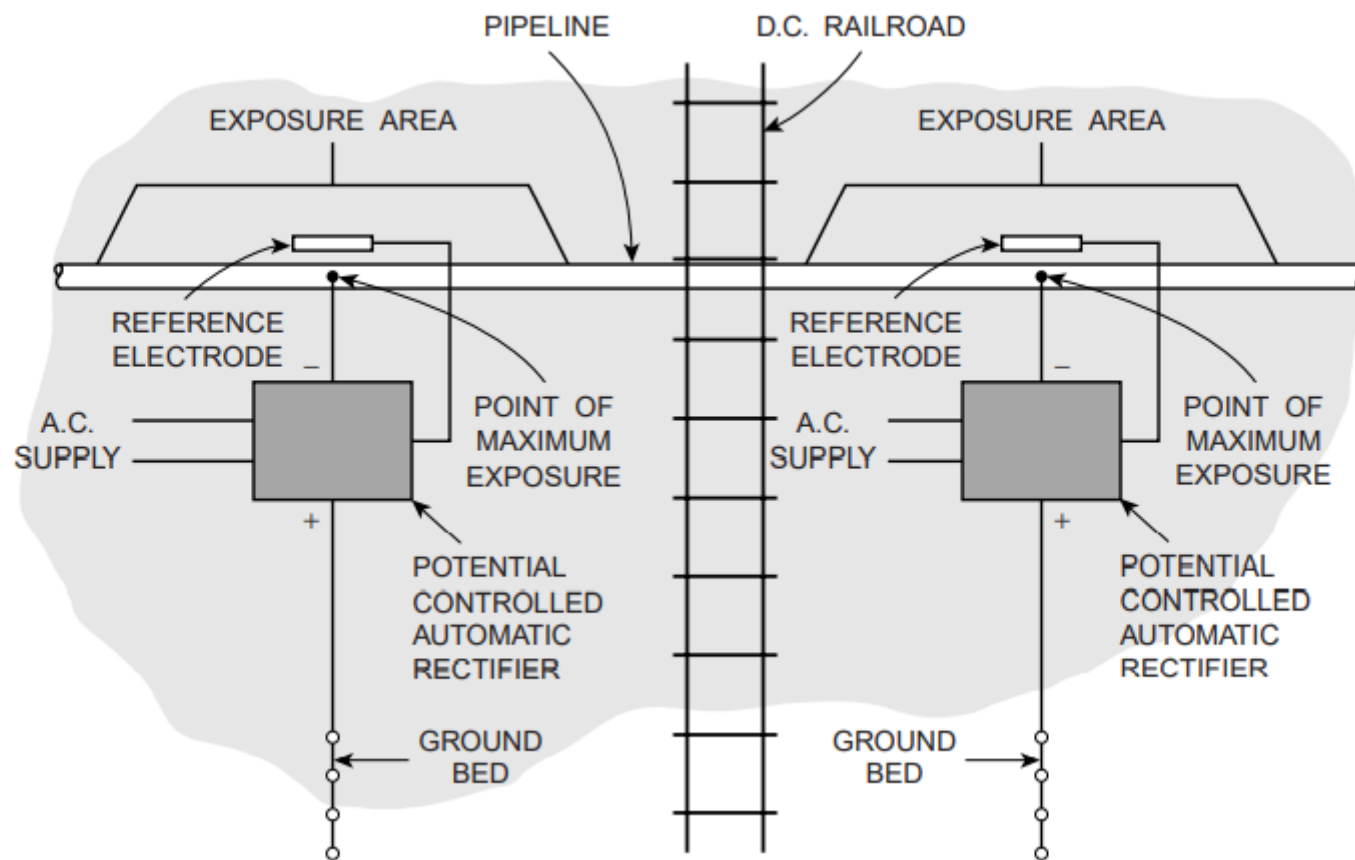 PIPELINE
D.C. RAILROAD
EXPOSURE AREA
EXPOSURE AREA
REFERENCE
ELECTRODE
–
POINT OF
MAXIMUM
EXPOSURE
A.C.
SUPPLY
+
POTENTIAL
CONTROLLED
AUTOMATIC
RECTIFIER
GROUND
BED
REFERENCE
ELECTRODE
–
POINT OF
MAXIMUM
EXPOSURE
A.C.
SUPPLY
+
POTENTIAL
CONTROLLED
AUTOMATIC
RECTIFIER
GROUND
BED